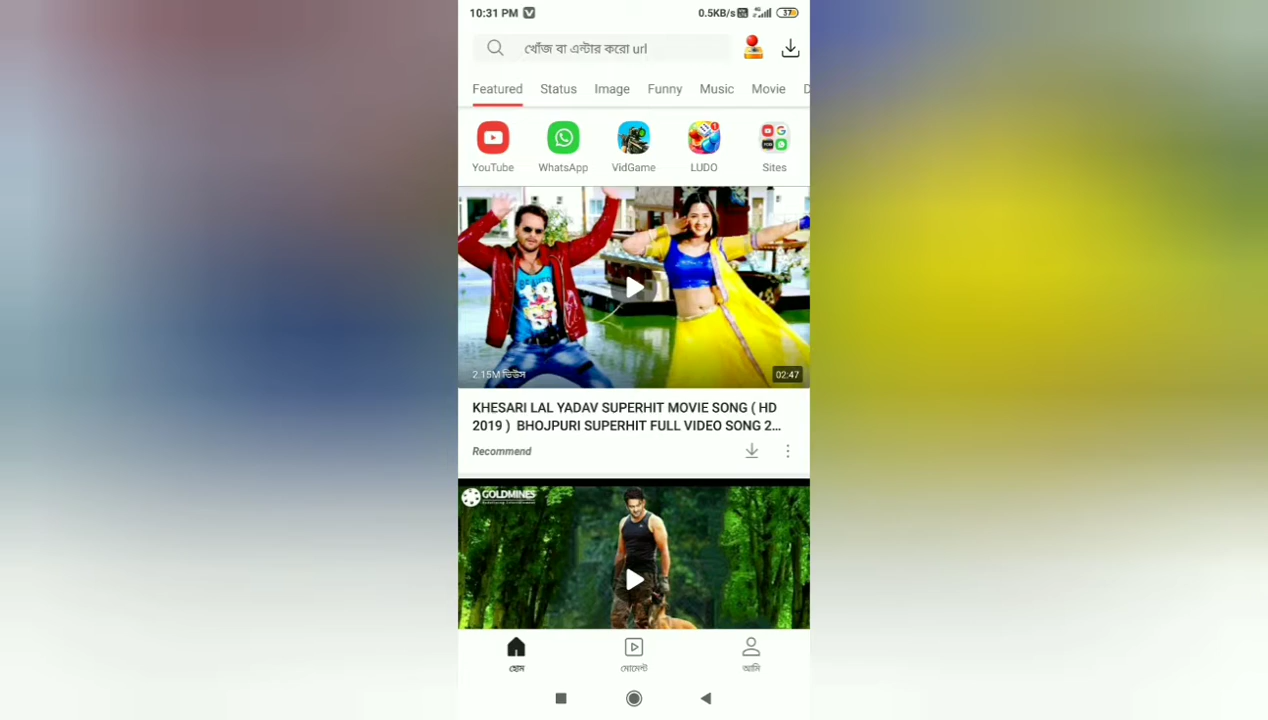 10:31 PM
0.5KB/s 4G 37
খোঁজ বা এন্টার করো url
Featured Status Image Funny Music Movie D
YouTube WhatsApp VidGame LUDO Sites
2.15M ভিউস
02:47
KHESARI LAL YADAV SUPERHIT MOVIE SONG ( HD
2019 ) BHOJPURI SUPERHIT FULL VIDEO SONG 2...
Recommend
GOLDMINES
হোম মোমেন্ট আমি